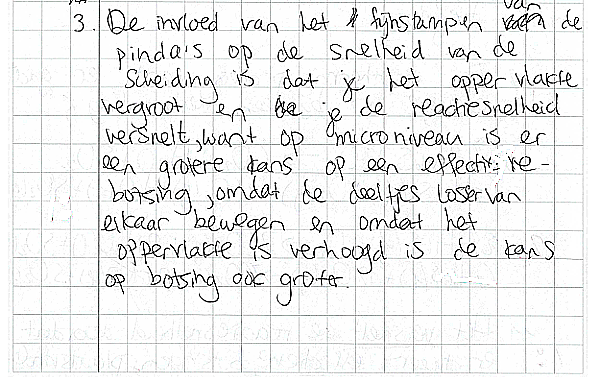 3. De invloed van het fijnstampen van de
pinda's op de snelheid van de
scheiding is dat je het oppervlakte
vergroot en je de reactiesnelheid
versnelt, want op microniveau is er
een grotere kans op een effectieve
botsing, omdat de deeltjes loser van
elkaar bewegen en omdat het
oppervlakte is verhoogd is de kans
op botsing ook groter.